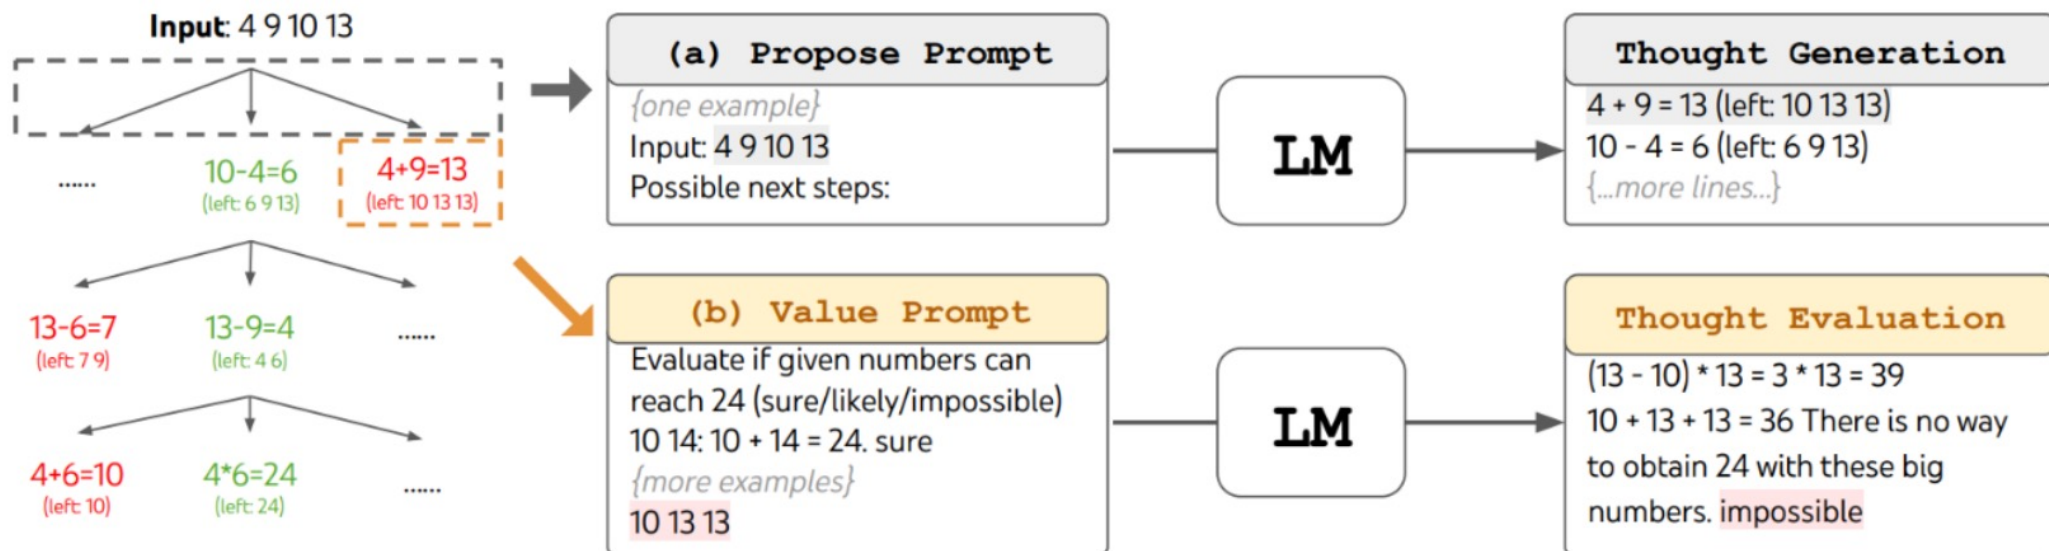 Input: 4 9 10 13
......
10-4=6
(left: 6 9 13)
4+9=13
(left: 10 13 13)
13-6=7
(left: 7 9)
13-9=4
(left: 4 6)
......
4+6=10
(left: 10)
4*6=24
(left: 24)
......
(a) Propose Prompt
{one example}
Input: 4 9 10 13
Possible next steps:
LM
Thought Generation
4 + 9 = 13 (left: 10 13 13)
10 - 4 = 6 (left: 6 9 13)
{...more lines...}
(b) Value Prompt
Evaluate if given numbers can
reach 24 (sure/likely/impossible)
10 14: 10 + 14 = 24. sure
{more examples}
10 13 13
LM
Thought Evaluation
(13 - 10) * 13 = 3 * 13 = 39
10 + 13 + 13 = 36 There is no way
to obtain 24 with these big
numbers. impossible